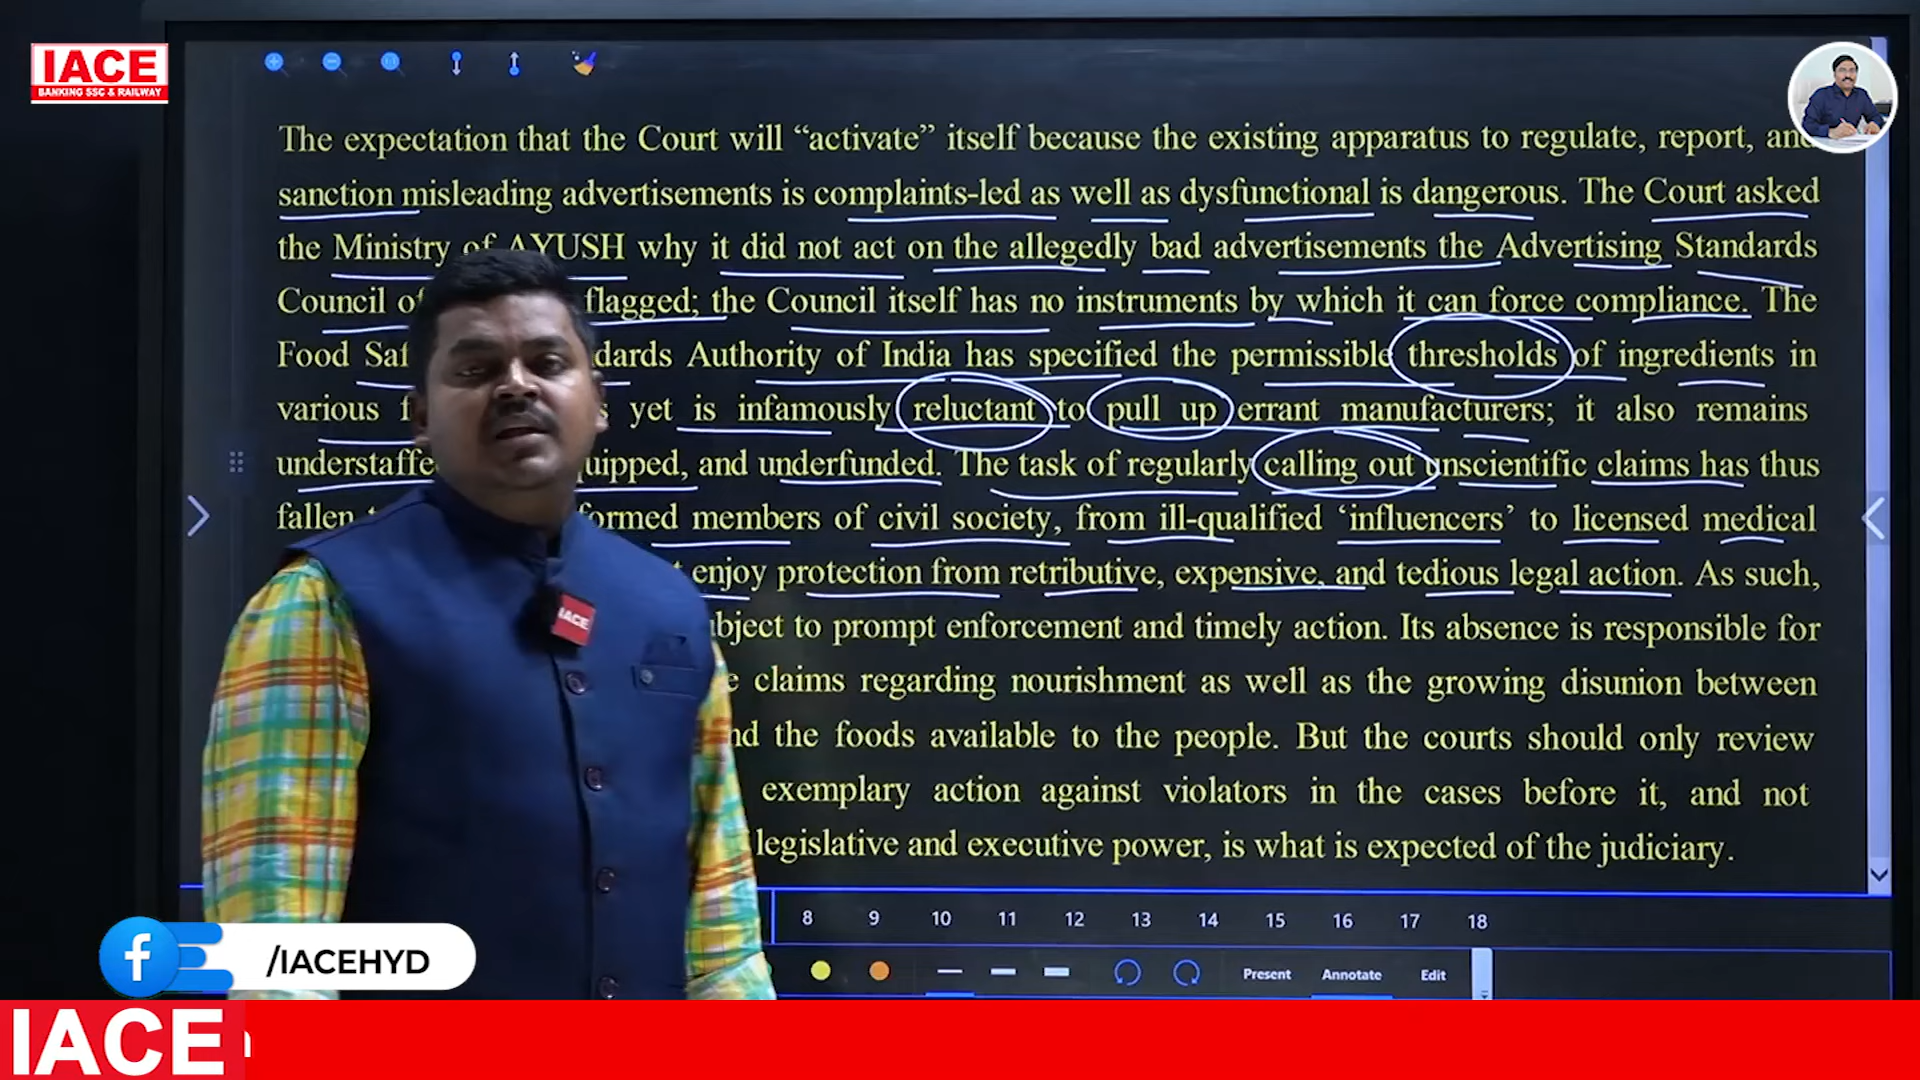 IACE
BANKING SSC & RAILWAY
The expectation that the Court will “activate” itself because the existing apparatus to regulate, report, and
sanction misleading advertisements is complaints-led as well as dysfunctional is dangerous. The Court asked
the Ministry of AYUSH why it did not act on the allegedly bad advertisements the Advertising Standards
Council of flagged; the Council itself has no instruments by which it can force compliance. The
Food Authority of India has specified the permissible thresholds of ingredients in
various yet is infamously reluctant to pull up errant manufacturers; it also remains
and underfunded. The task of regularly calling out unscientific claims has thus
fallen members of civil society, from ill-qualified ‘influencers’ to licensed medical
enjoy protection from retributive, expensive, and tedious legal action. As such,
to prompt enforcement and timely action. Its absence is responsible for
claims regarding nourishment as well as the growing disunion between
the foods available to the people. But the courts should only review
exemplary action against violators in the cases before it, and not
legislative and executive power, is what is expected of the judiciary.
IACE
8 9 10 11 12 13 14 15 16 17 18
Present Annotate Edit
f /IACEHYD
IACE